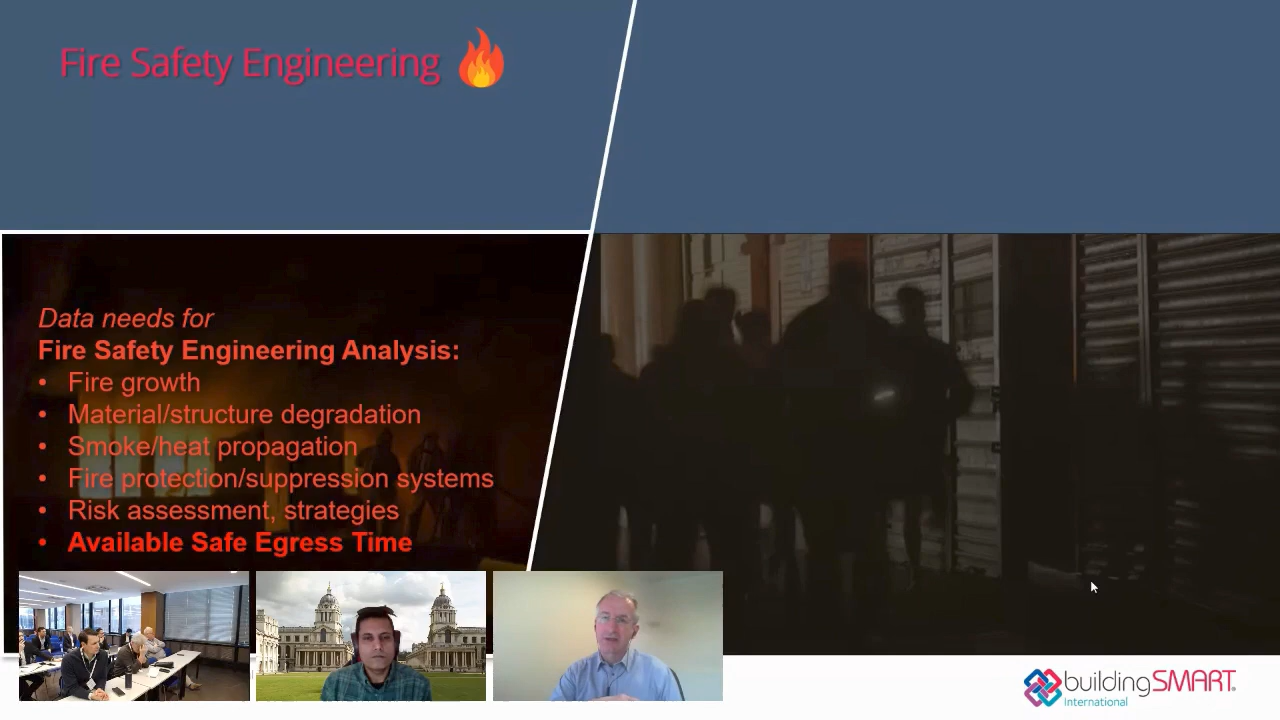 Fire Safety Engineering
Data needs for
Fire Safety Engineering Analysis:
• Fire growth
• Material/structure degradation
• Smoke/heat propagation
• Fire protection/suppression systems
• Risk assessment, strategies
• Available Safe Egress Time
buildingSMART®
International